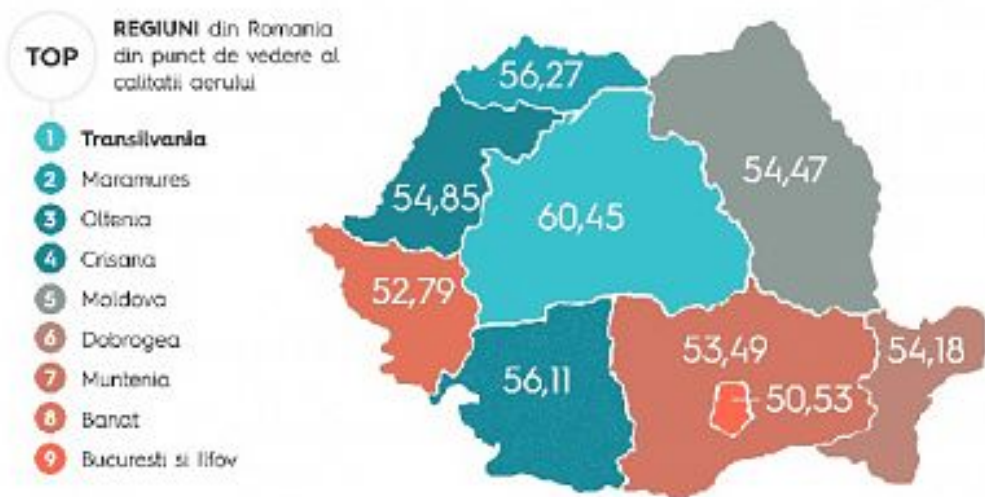 TOP
REGIUNI din Romania
din punct de vedere al
calitatii aerului
1 Transilvania
2 Maramures
3 Oltenia
4 Crisana
5 Moldova
6 Dobrogea
7 Muntenia
8 Banat
9 Bucuresti si Ilfov
56,27
54,85
60,45
54,47
52,79
56,11
53,49
50,53
54,18